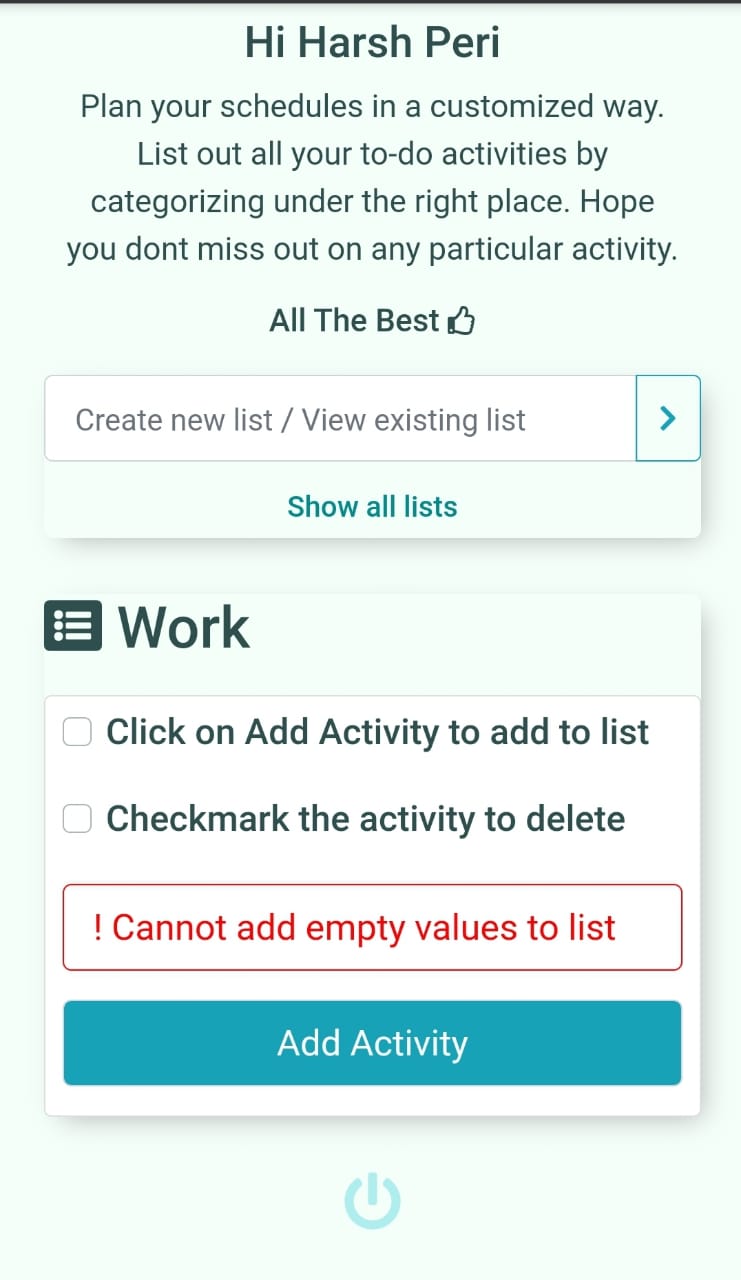 Hi Harsh Peri
Plan your schedules in a customized way.
List out all your to-do activities by
categorizing under the right place. Hope
you dont miss out on any particular activity.
All The Best
Create new list / View existing list
Show all lists
Work
Click on Add Activity to add to list
Checkmark the activity to delete
! Cannot add empty values to list
Add Activity